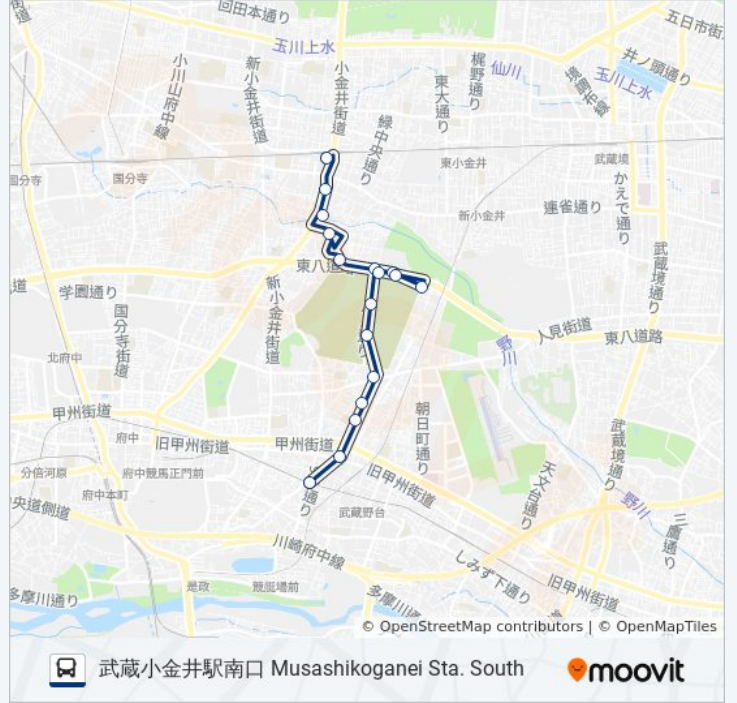 回田本通り
五日市街
玉川上水
井ノ頭通り
小川山府中線
新小金井街道
小金井街道
梶野通り
仙川
玉川上水
東大通り
境幹線
緑中央通り
国分寺
国分寺
東小金井
武蔵境
かえで通り
連雀通り
新小金井
東八道
道
学園通り
新小金井街道
武蔵境通り
国分寺街道
人見街道
東八道路
野川
北府中
朝日町通り
甲州街道
府中
旧甲州街道
甲州街道
武蔵境通り
分倍河原
府中競馬正門前
旧甲州街道
天文台通り
府中本町
通り
野川
中央道側道
武蔵野台
三鷹通り
川崎府中線
しみず下通り
是政
競艇場前
旧甲州街道
多摩川通り
多摩川
© OpenStreetMap contributors | © OpenMapTiles
武蔵小金井駅南口 Musashikoganei Sta. South
moovit